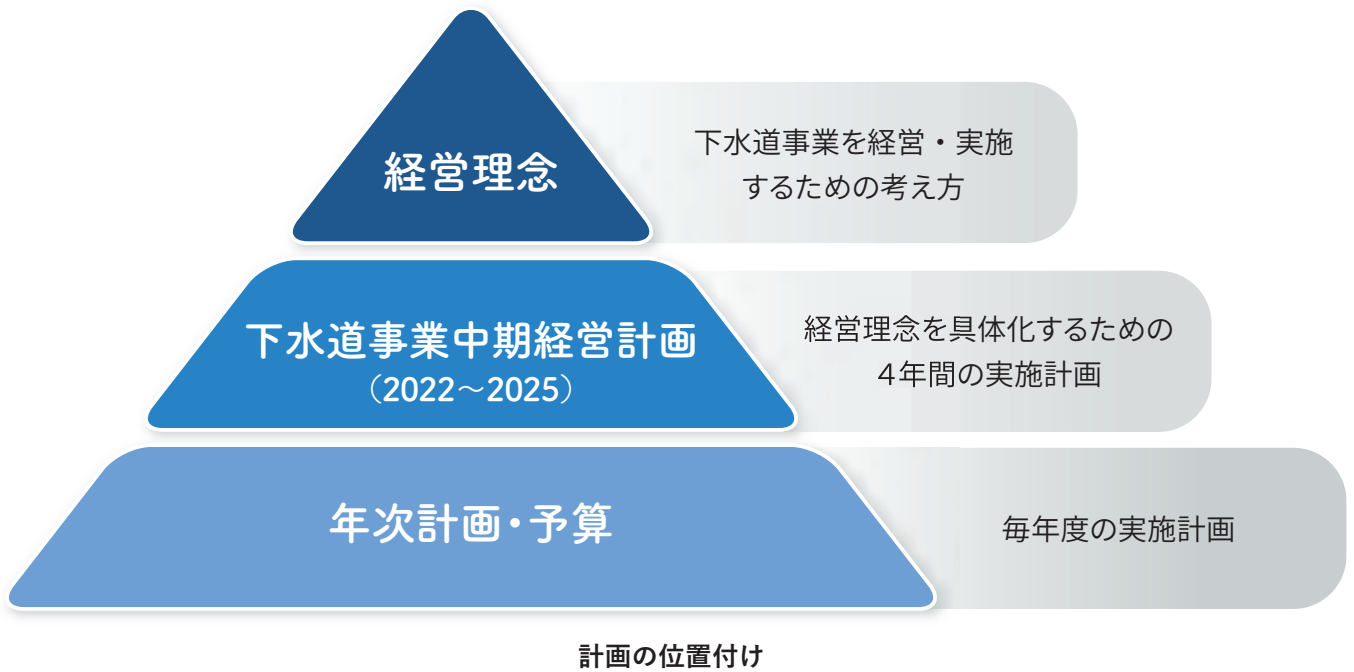 経営理念
下水道事業を経営・実施
するための考え方
下水道事業中期経営計画
（2022～2025）
経営理念を具体化するための
4年間の実施計画
年次計画・予算
毎年度の実施計画
計画の位置付け